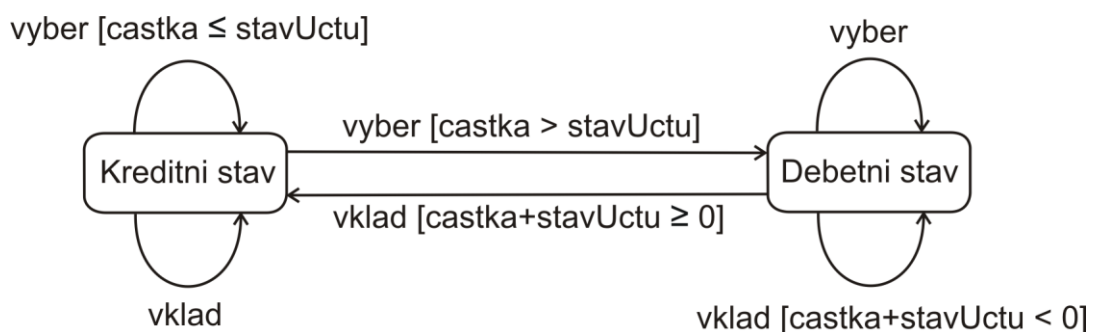 vyber [castka ≤ stavUctu]
vyber
vyber [castka > stavUctu]
Kreditni stav
Debetni stav
vklad [castka+stavUctu ≥ 0]
vklad
vklad [castka+stavUctu < 0]